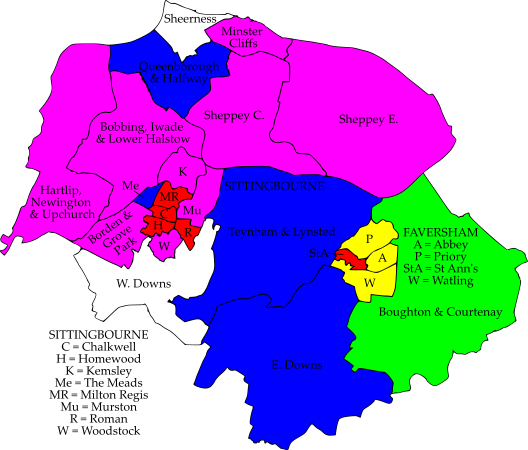 Sheerness
Minster
Cliffs
Queenborough
& Halfway
Sheppey C.
Sheppey E.
Bobbing, Iwade
& Lower Halstow
K
Me
MR
SITTINGBOURNE
Hartlip,
Newington
& Upchurch
C
Mu
H
R
Borden &
Grove
Park
W
Teynham & Lynsted
P
StA
A
W
FAVERSHAM
A = Abbey
P = Priory
StA = St Ann's
W = Watling
W. Downs
Boughton & Courtenay
E. Downs
SITTINGBOURNE
C = Chalkwell
H = Homewood
K = Kemsley
Me = The Meads
MR = Milton Regis
Mu = Murston
R = Roman
W = Woodstock